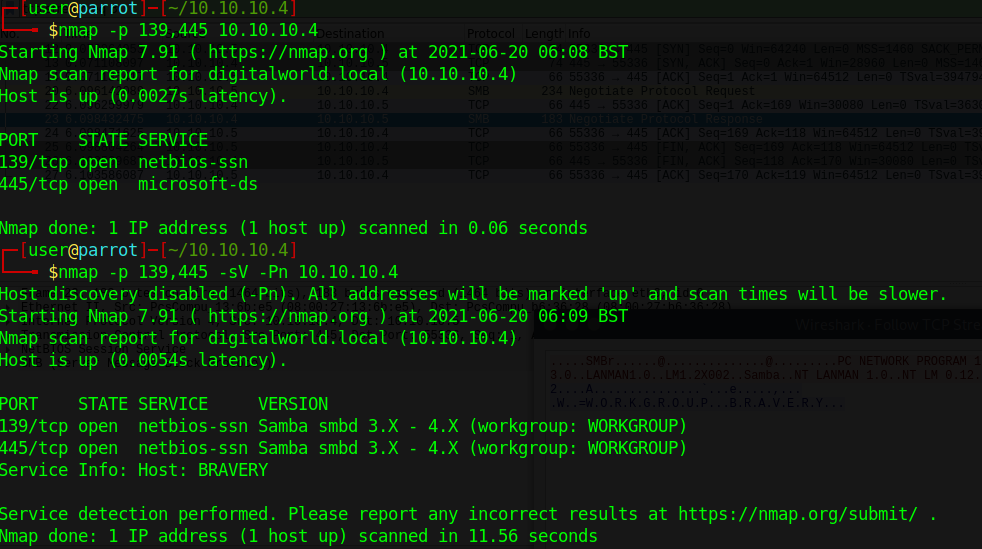 [user@parrot]─[~/10.10.10.4]
$nmap -p 139,445 10.10.10.4
Starting Nmap 7.91 ( https://nmap.org ) at 2021-06-20 06:08 BST
Nmap scan report for digitalworld.local (10.10.10.4)
Host is up (0.0027s latency).
PORT    STATE SERVICE
139/tcp open  netbios-ssn
445/tcp open  microsoft-ds
Nmap done: 1 IP address (1 host up) scanned in 0.06 seconds
[user@parrot]─[~/10.10.10.4]
$nmap -p 139,445 -sV -Pn 10.10.10.4
Host discovery disabled (-Pn). All addresses will be marked 'up' and scan times will be slower.
Starting Nmap 7.91 ( https://nmap.org ) at 2021-06-20 06:09 BST
Nmap scan report for digitalworld.local (10.10.10.4)
Host is up (0.0054s latency).
PORT    STATE SERVICE     VERSION
139/tcp open  netbios-ssn Samba smbd 3.X - 4.X (workgroup: WORKGROUP)
445/tcp open  netbios-ssn Samba smbd 3.X - 4.X (workgroup: WORKGROUP)
Service Info: Host: BRAVERY
Service detection performed. Please report any incorrect results at https://nmap.org/submit/ .
Nmap done: 1 IP address (1 host up) scanned in 11.56 seconds